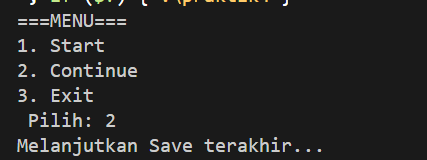 ===MENU===
1. Start
2. Continue
3. Exit
 Pilih: 2
Melanjutkan Save terakhir...